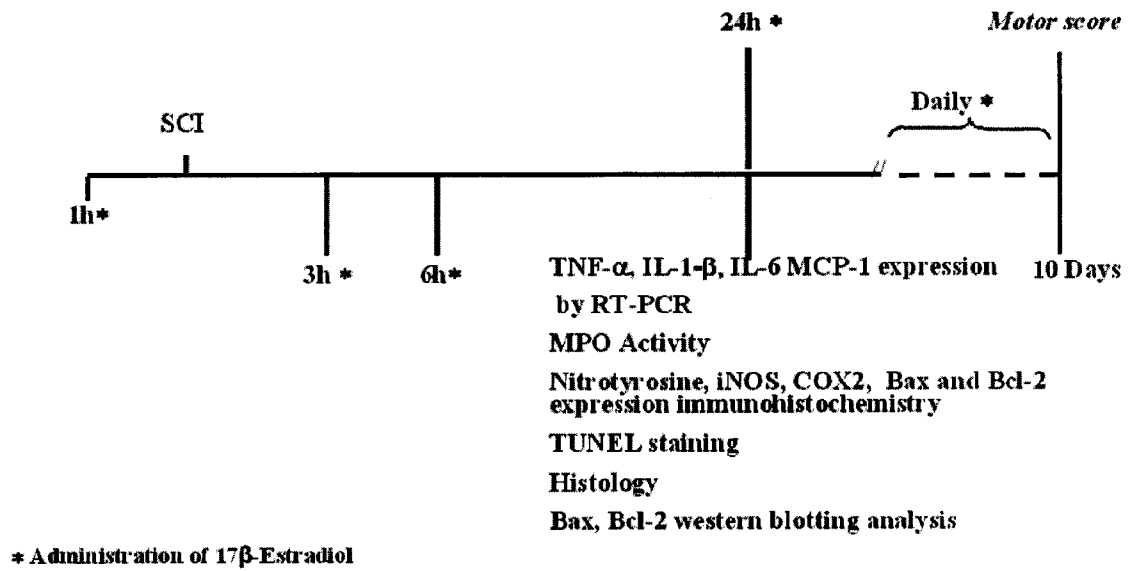 24h *
Motor score
Daily *
SCI
1h*
3h *
6h*
10 Days
TNF-α, IL-1-β, IL-6 MCP-1 expression
by RT-PCR
MPO Activity
Nitrotyrosine, iNOS, COX2, Bax and Bcl-2
expression immunohistochemistry
TUNEL staining
Histology
Bax, Bcl-2 western blotting analysis
* Administration of 17β-Estradiol